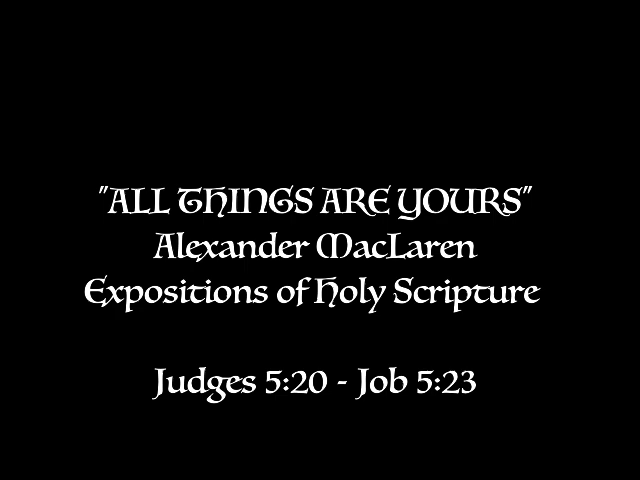 "ALL THINGS ARE YOURS"
Alexander MacLaren
Expositions of Holy Scripture
Judges 5:20 - Job 5:23